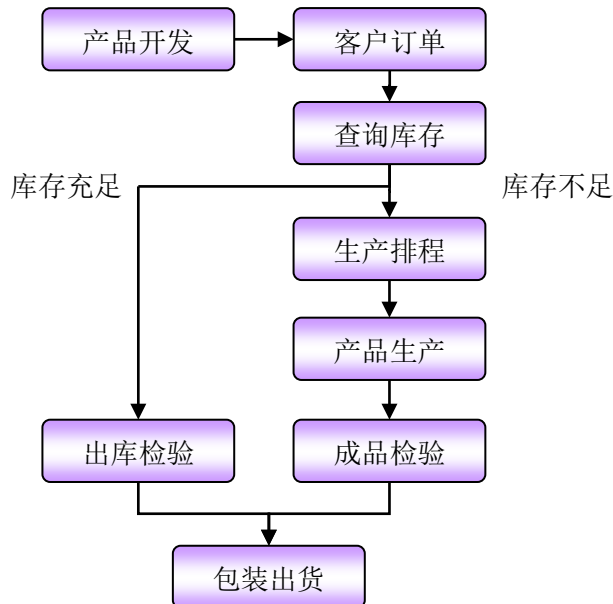 产品开发
客户订单
查询库存
库存充足
库存不足
生产排程
产品生产
出库检验
成品检验
包装出货